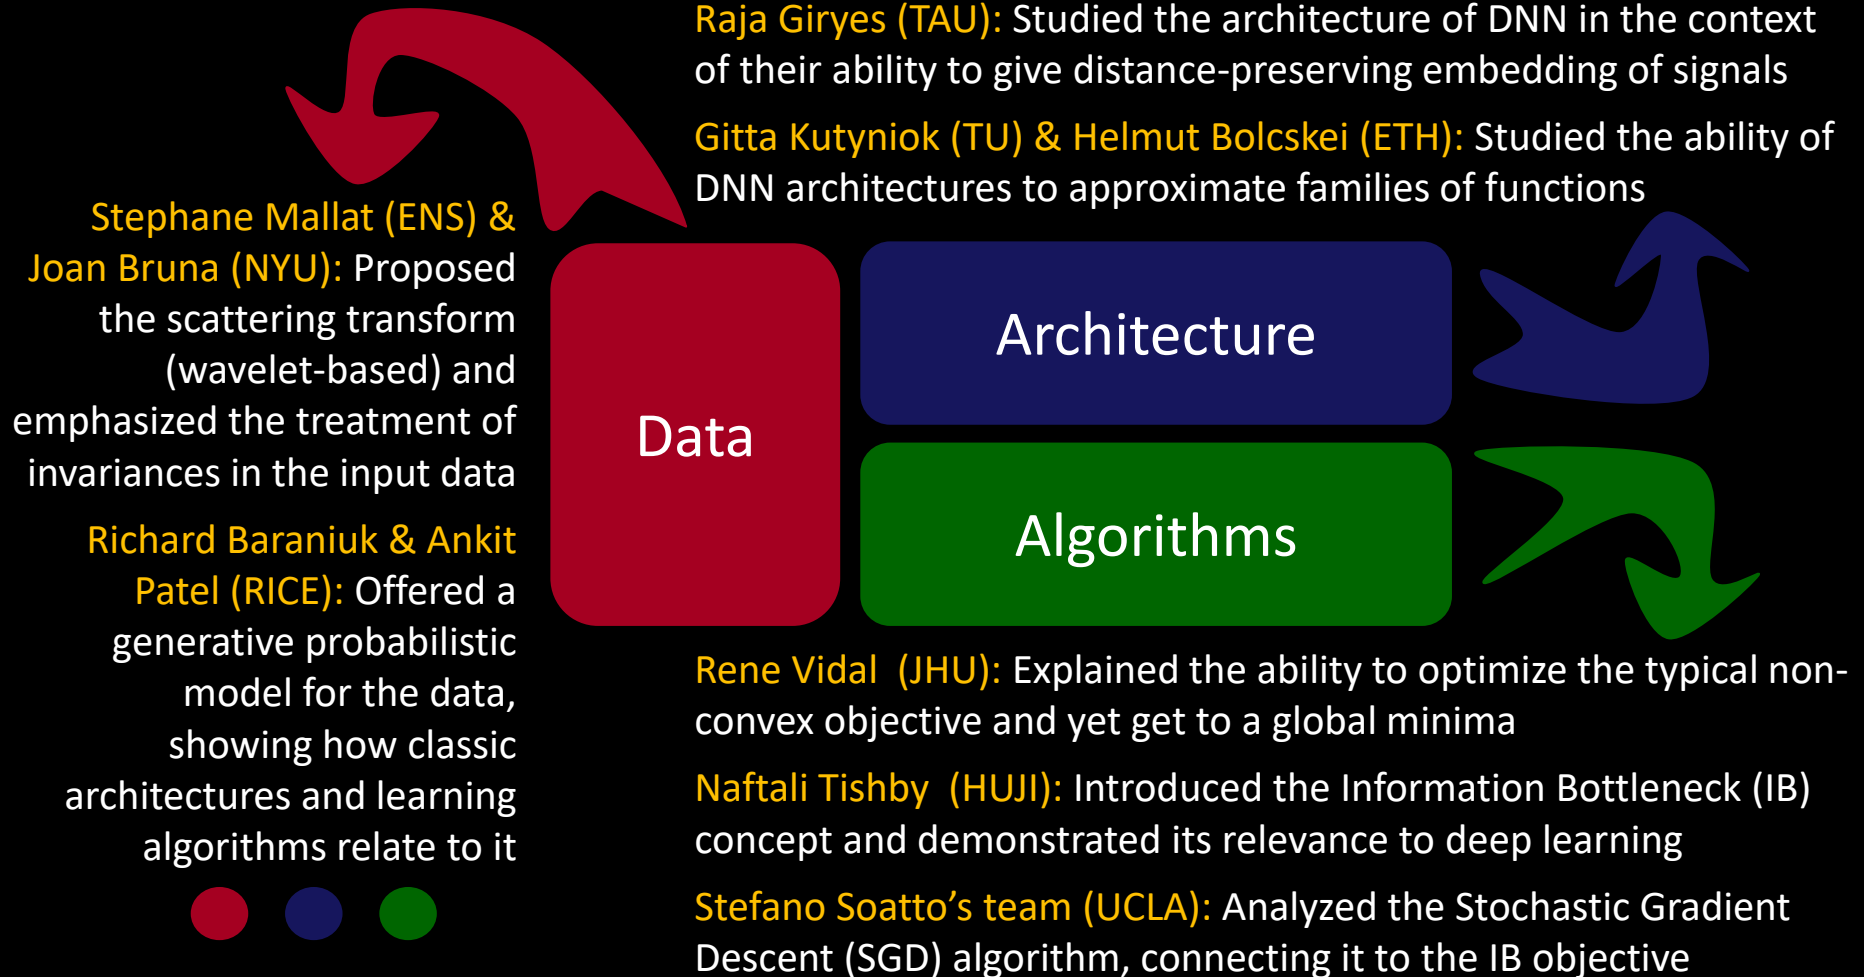 Raja Giryes (TAU): Studied the architecture of DNN in the context
of their ability to give distance-preserving embedding of signals
Gitta Kutyniok (TU) & Helmut Bolcskei (ETH): Studied the ability of
DNN architectures to approximate families of functions
Stephane Mallat (ENS) &
Joan Bruna (NYU): Proposed
the scattering transform
(wavelet-based) and
emphasized the treatment of
invariances in the input data
Richard Baraniuk & Ankit
Patel (RICE): Offered a
generative probabilistic
model for the data,
showing how classic
architectures and learning
algorithms relate to it
Data
Architecture
Algorithms
Rene Vidal (JHU): Explained the ability to optimize the typical non-
convex objective and yet get to a global minima
Naftali Tishby (HUJI): Introduced the Information Bottleneck (IB)
concept and demonstrated its relevance to deep learning
Stefano Soatto’s team (UCLA): Analyzed the Stochastic Gradient
Descent (SGD) algorithm, connecting it to the IB objective